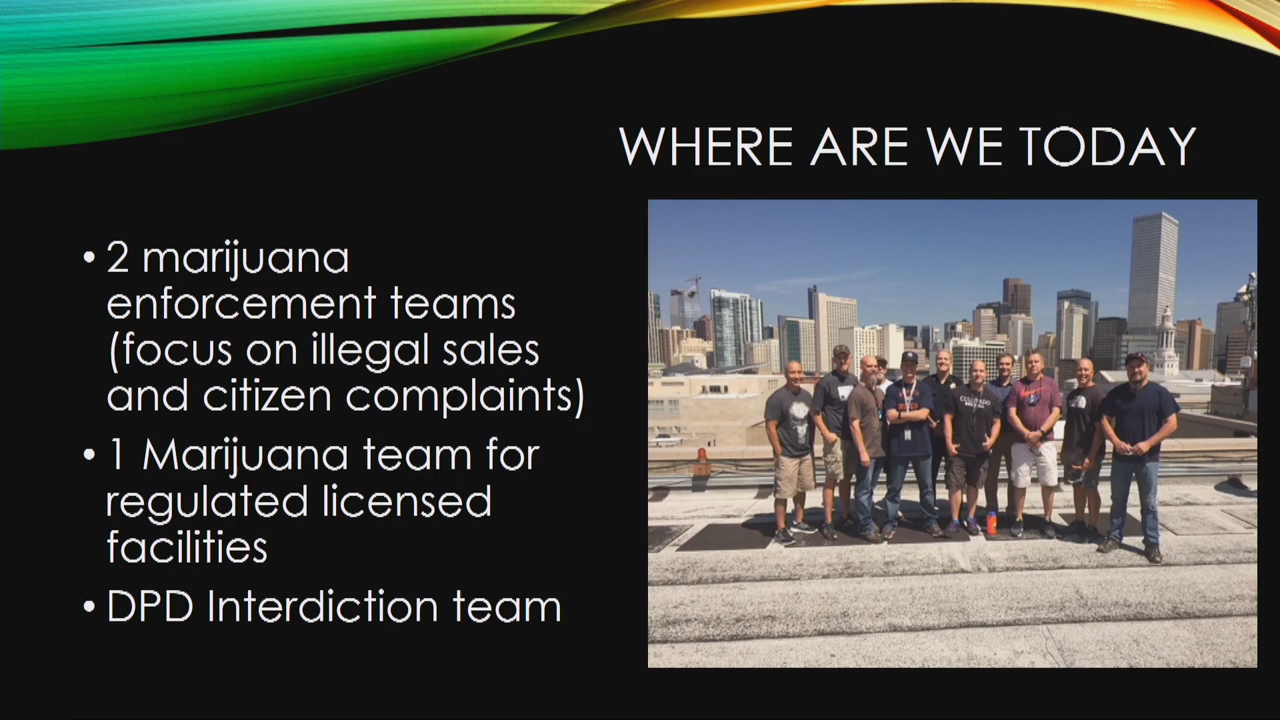 WHERE ARE WE TODAY
• 2 marijuana
enforcement teams
(focus on illegal sales
and citizen complaints)
• 1 Marijuana team for
regulated licensed
facilities
• DPD Interdiction team
COLORADO